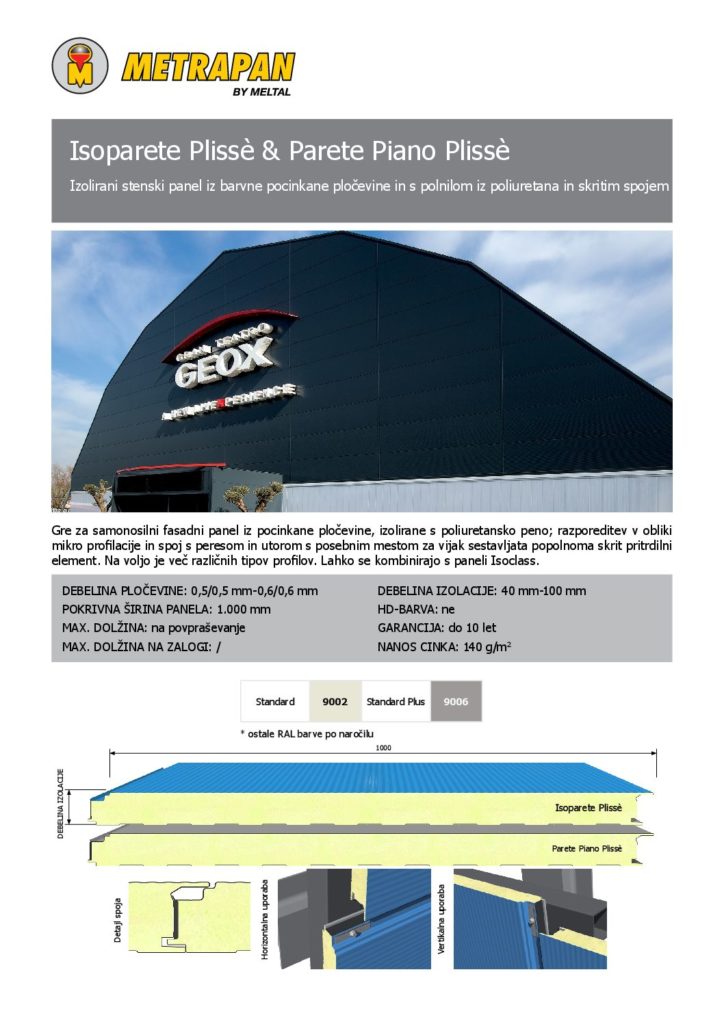 M
METRAPAN
BY MELTAL
Isoparete Plissè & Parete Piano Plissè
Izolirani stenski panel iz barvne pocinkane pločevine in s polnilom iz poliuretana in skritim spojem
GRAN TEATRO
GEOX
Gre za samonosilni fasadni panel iz pocinkane pločevine, izolirane s poliuretansko peno; razporeditev v obliki
mikro profilacije in spoj s peresom in utorom s posebnim mestom za vijak sestavljata popolnoma skrit pritrdilni
element. Na voljo je več različnih tipov profilov. Lahko se kombinirajo s paneli Isoclass.
DEBELINA PLOČEVINE: 0,5/0,5 mm-0,6/0,6 mm
POKRIVNA ŠIRINA PANELA: 1.000 mm
MAX. DOLŽINA: na povpraševanje
MAX. DOLŽINA NA ZALOGI: /
DEBELINA IZOLACIJE: 40 mm-100 mm
HD-BARVA: ne
GARANCIJA: do 10 let
NANOS CINKA: 140 g/m²
Standard 9002 Standard Plus 9006
* ostale RAL barve po naročilu
1000
DEBELINA IZOLACIJE
Isoparete Plissè
Parete Piano Plissè
Detajl spoja
Horizontalna uporaba
Vertikalna uporaba